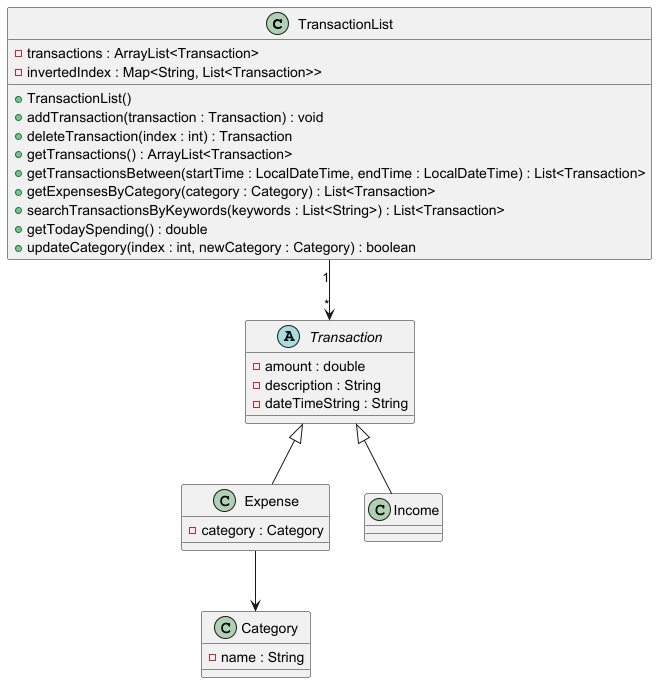 C TransactionList
transactions : ArrayList<Transaction>
invertedIndex : Map<String, List<Transaction>>
TransactionList()
addTransaction(transaction : Transaction) : void
deleteTransaction(index : int) : Transaction
getTransactions() : ArrayList<Transaction>
getTransactionsBetween(startTime : LocalDateTime, endTime : LocalDateTime) : List<Transaction>
getExpensesByCategory(category : Category) : List<Transaction>
searchTransactionsByKeywords(keywords : List<String>) : List<Transaction>
getTodaySpending() : double
updateCategory(index : int, newCategory : Category) : boolean
1
*
A Transaction
amount : double
description : String
dateTimeString : String
C Expense
category : Category
C Income
C Category
name : String